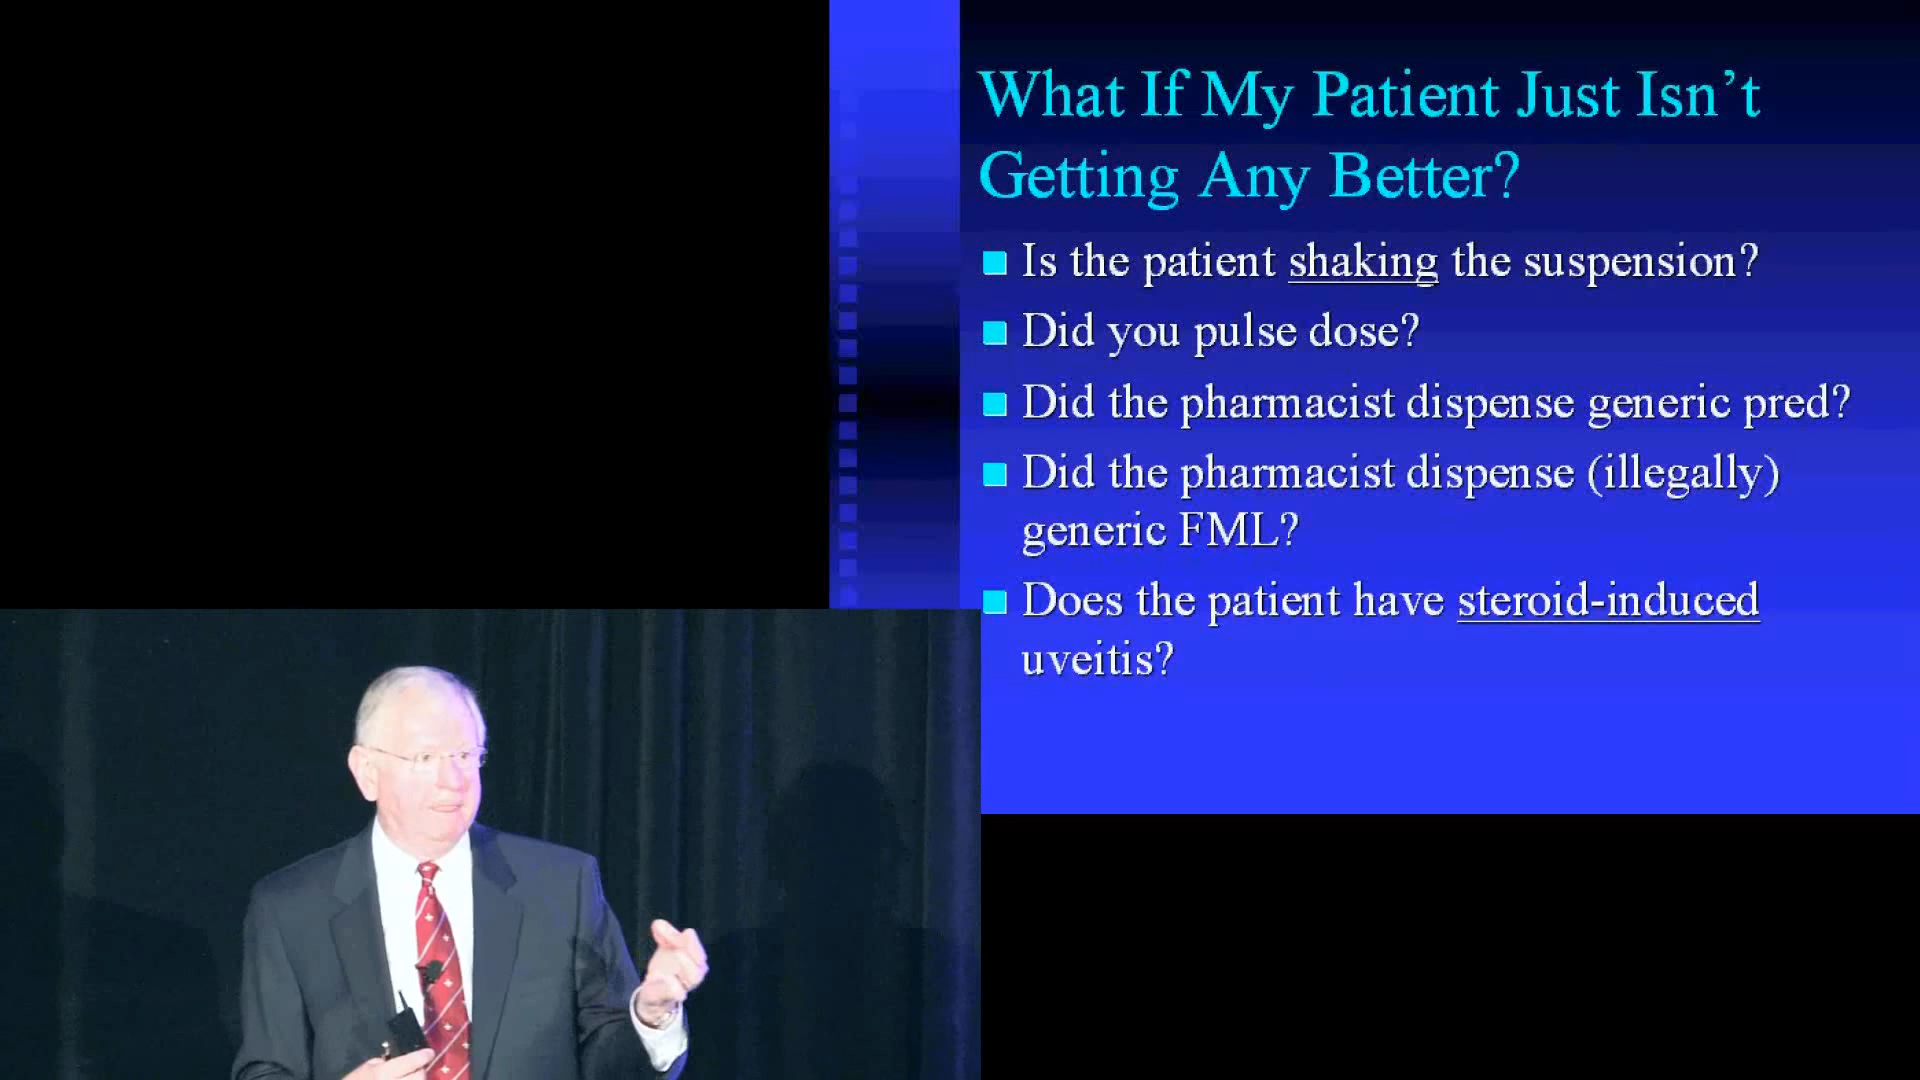 What If My Patient Just Isn’t
Getting Any Better?
Is the patient shaking the suspension?
Did you pulse dose?
Did the pharmacist dispense generic pred?
Did the pharmacist dispense (illegally)
generic FML?
Does the patient have steroid-induced
uveitis?